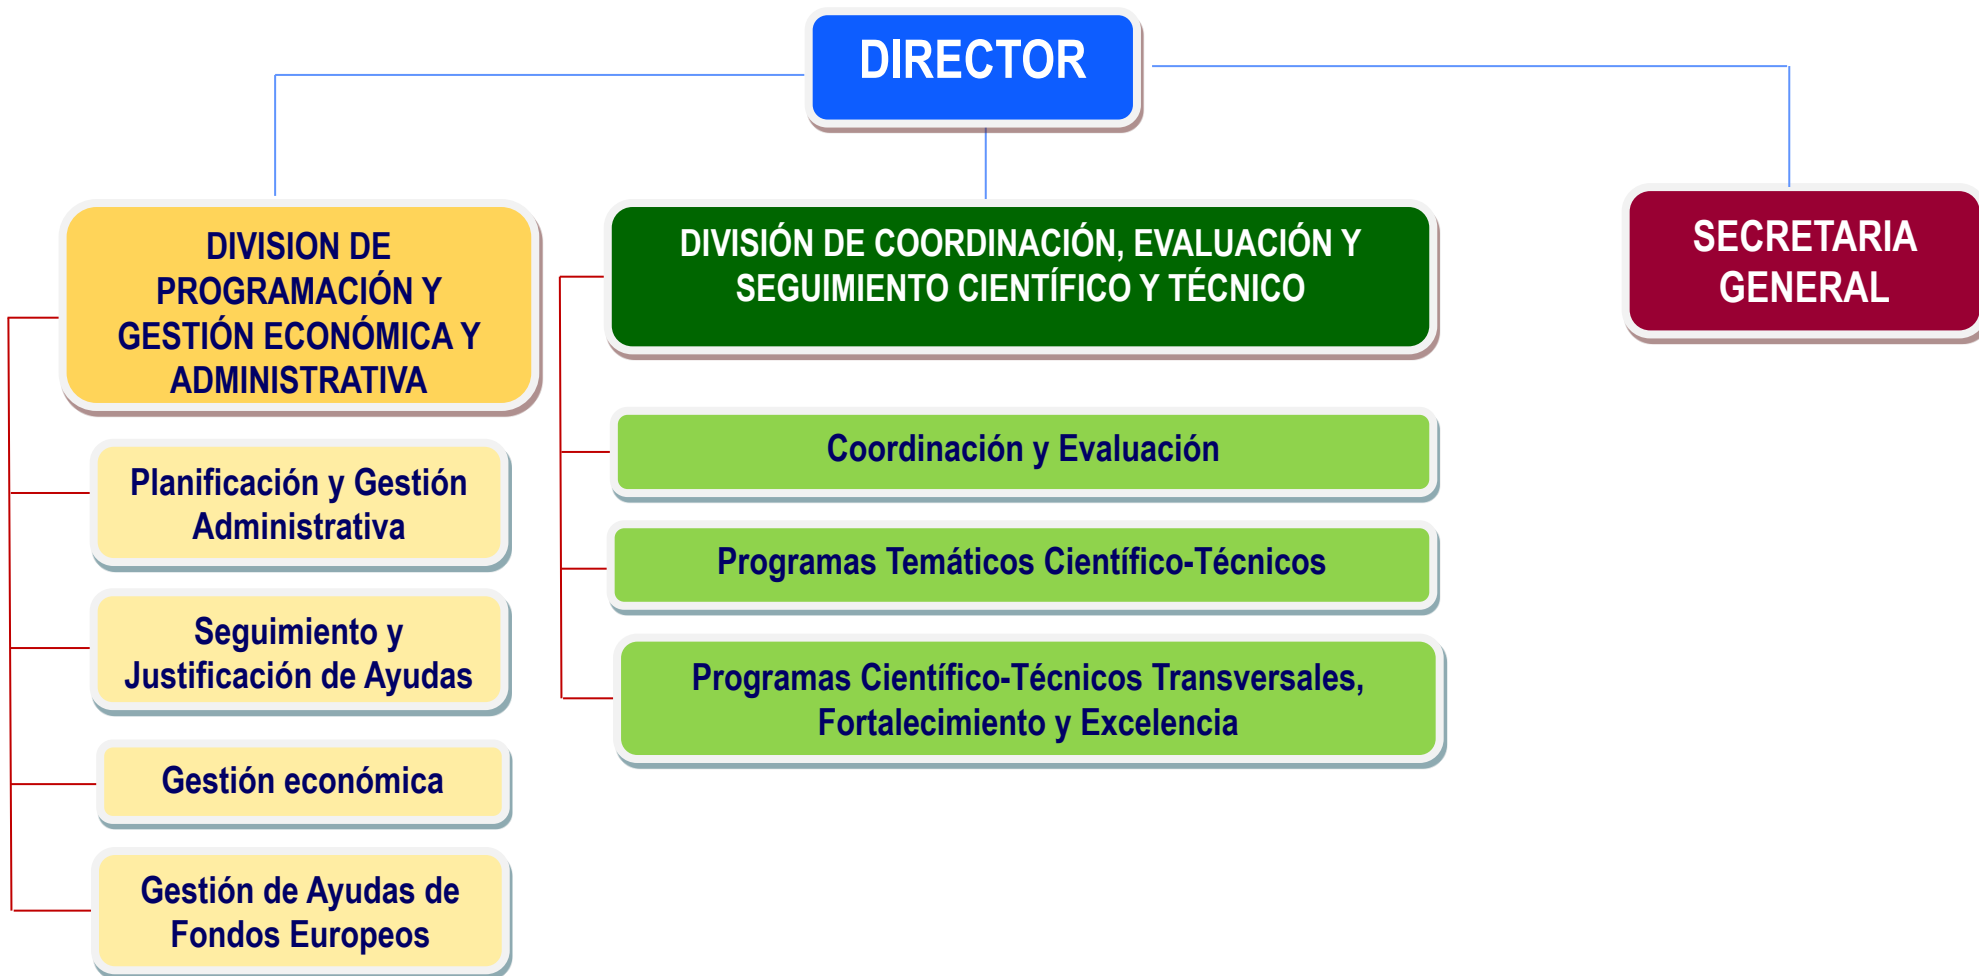 DIRECTOR
DIVISION DE
PROGRAMACIÓN Y
GESTIÓN ECONÓMICA Y
ADMINISTRATIVA
Planificación y Gestión
Administrativa
Seguimiento y
Justificación de Ayudas
Gestión económica
Gestión de Ayudas de
Fondos Europeos
DIVISIÓN DE COORDINACIÓN, EVALUACIÓN Y
SEGUIMIENTO CIENTÍFICO Y TÉCNICO
Coordinación y Evaluación
Programas Temáticos Científico-Técnicos
Programas Científico-Técnicos Transversales,
Fortalecimiento y Excelencia
SECRETARIA
GENERAL